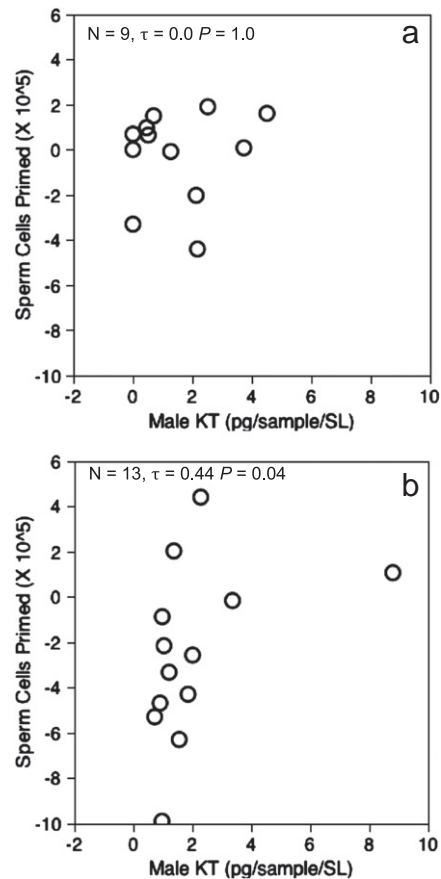 a
N = 9, τ = 0.0 P = 1.0
6
4
2
0
-2
-4
-6
-8
-10
Sperm Cells Primed (X 10^5)
-2 0 2 4 6 8 10
Male KT (pg/sample/SL)
b
N = 13, τ = 0.44 P = 0.04
6
4
2
0
-2
-4
-6
-8
-10
Sperm Cells Primed (X 10^5)
-2 0 2 4 6 8 10
Male KT (pg/sample/SL)